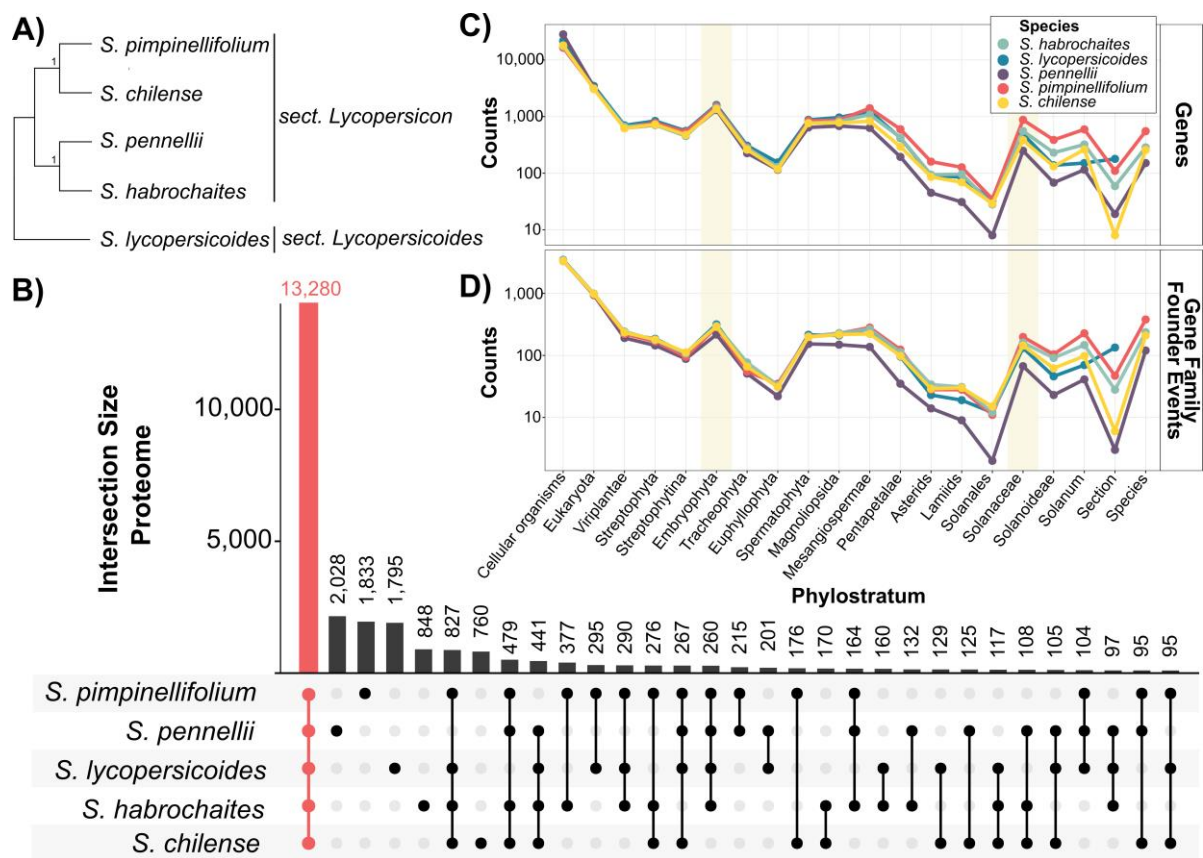 A)
S. pimpinellifolium
S. chilense
S. pennellii
S. habrochaites
S. lycopersicoides
1
1
sect. Lycopersicon
sect. Lycopersicoides
C)
Counts
10,000
1,000
100
10
Species
S. habrochaites
S. lycopersicoides
S. pennellii
S. pimpinellifolium
S. chilense
Genes
D)
Counts
1,000
100
10
Gene Family
Founder Events
Cellular organisms
Eukaryota
Viriplantae
Streptophyta
Streptophytina
Embryophyta
Tracheophyta
Euphyllophyta
Spermatophyta
Magnoliopsida
Mesangiospermae
Pentapetalae
Asterids
Lamiids
Solanales
Solanaceae
Solanoideae
Solanum
Section
Species
Phylostratum
B)
Intersection Size
Proteome
10,000
5,000
13,280
2,028
1,833
1,795
848
827
760
479
441
377
295
290
276
267
260
215
201
176
170
164
160
132
129
125
117
108
105
104
97
95
95
S. pimpinellifolium
S. pennellii
S. lycopersicoides
S. habrochaites
S. chilense